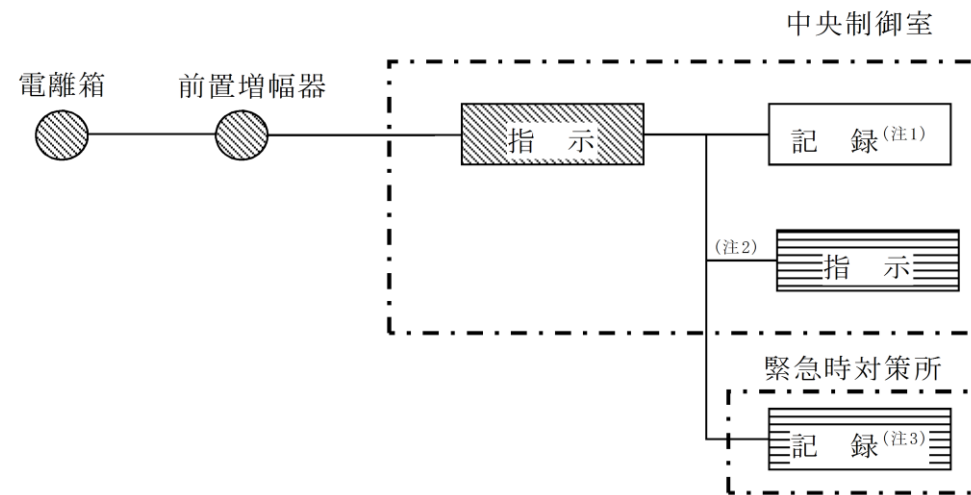 中央制御室
電離箱
前置増幅器
指 示
記 録(注1)
(注2)
指 示
緊急時対策所
記 録(注3)